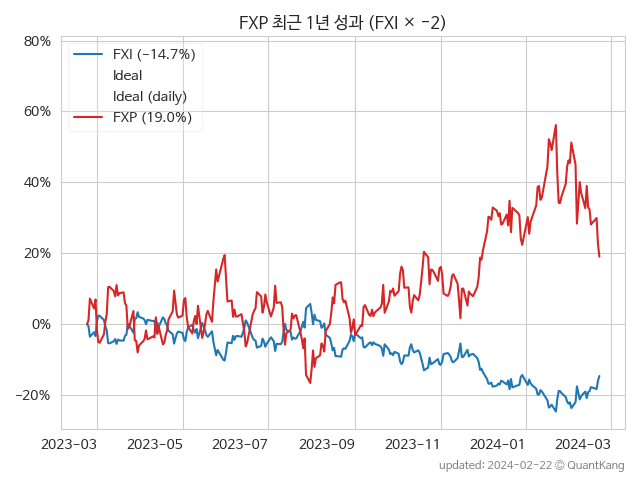 FXP 최근 1년 성과 (FXI × −2)
80%
60%
40%
20%
0%
−20%
FXI (−14.7%)
Ideal
Ideal (daily)
FXP (19.0%)
2023−03
2023−05
2023−07
2023−09
2023−11
2024−01
2024−03
updated: 2024−02−22 © QuantKang